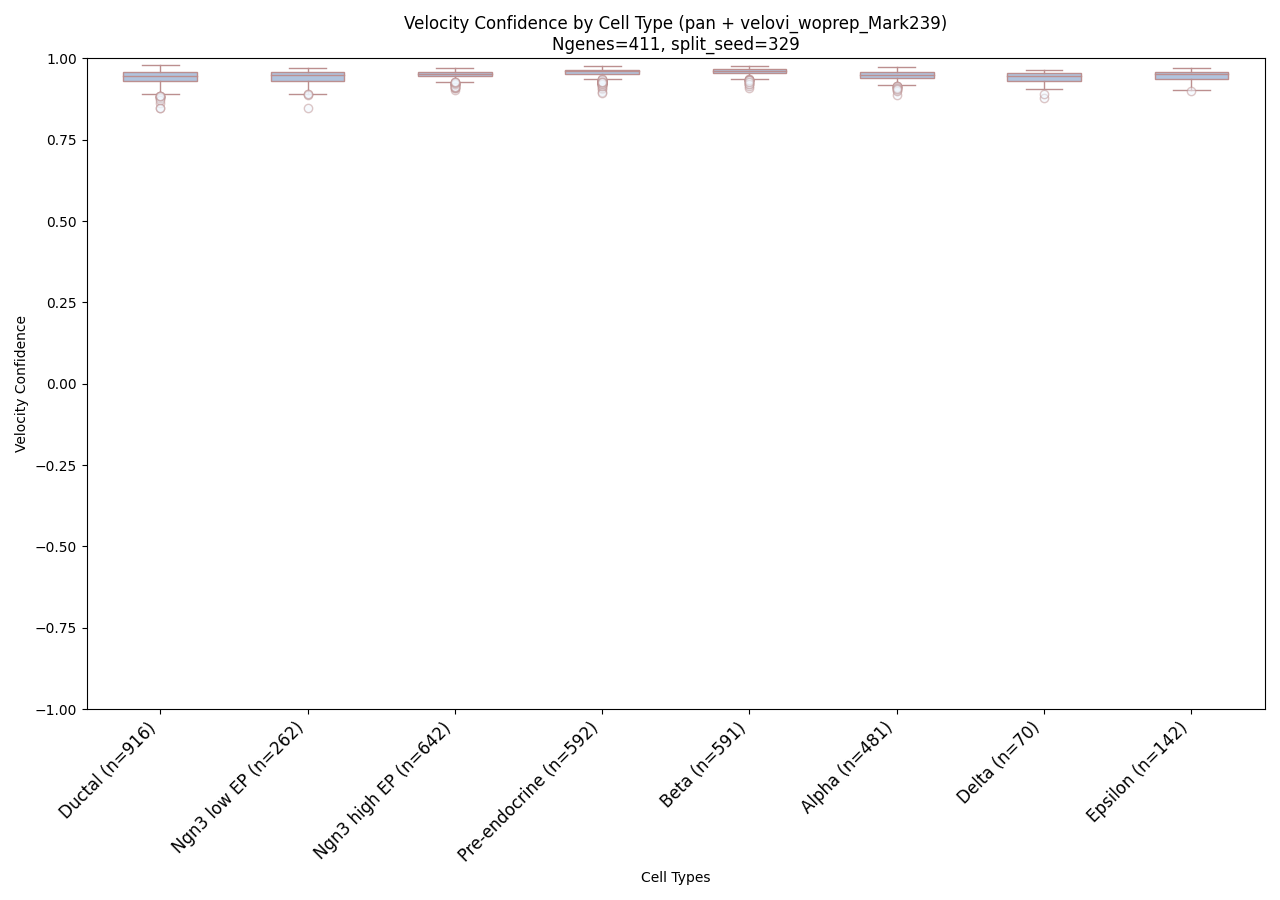 Velocity Confidence by Cell Type (pan + velovi_woprep_Mark239)
Ngenes=411, split_seed=329
1.00
0.75
0.50
0.25
0.00
−0.25
−0.50
−0.75
−1.00
Velocity Confidence
Ductal (n=916)
Ngn3 low EP (n=262)
Ngn3 high EP (n=642)
Pre-endocrine (n=592)
Beta (n=591)
Alpha (n=481)
Delta (n=70)
Epsilon (n=142)
Cell Types